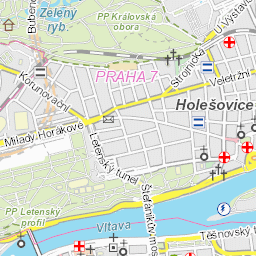 Zelený
ryb.
Bubene
PP Královská
obora
U Výstav
PRAHA 7
Strojnická
Veletržní
Korunovační
Holešovice
Milady Horákové
Letenský
tunel
Štefánikův most
PP Letenský
profil
Vltava
Těšnovský